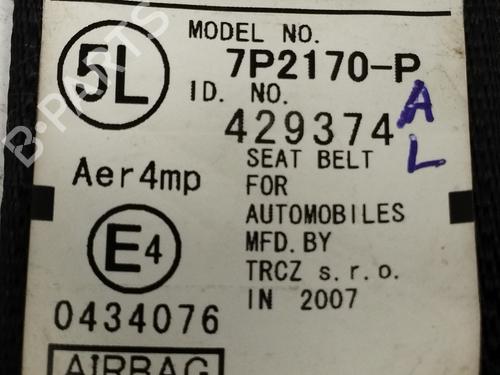 5L
MODEL NO.
7P2170-P
ID. NO.
429374
A
L
Aer4mp
SEAT BELT
FOR
AUTOMOBILES
MFD. BY
TRCZ s.r.o.
IN 2007
E4
0434076
AIRBAG
B-PARTS